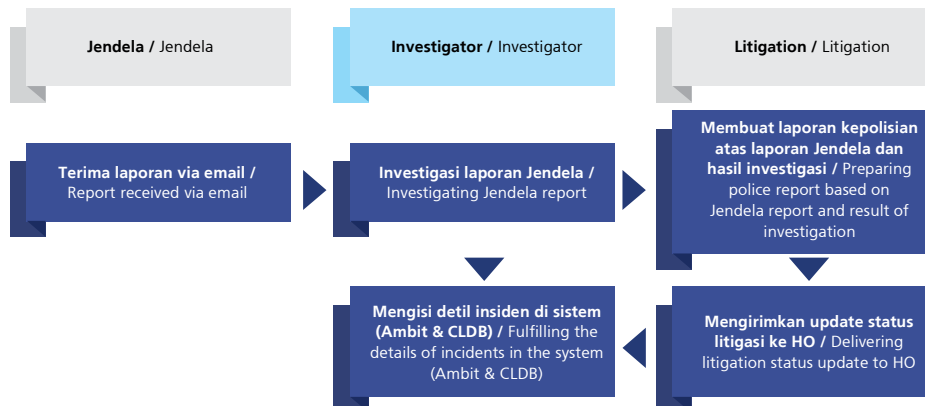 Jendela / Jendela
Investigator / Investigator
Litigation / Litigation
Terima laporan via email /
Report received via email
Investigasi laporan Jendela /
Investigating Jendela report
Membuat laporan kepolisian
atas laporan Jendela dan
hasil investigasi / Preparing
police report based on
Jendela report and result of
investigation
Mengisi detil insiden di sistem
(Ambit & CLDB) / Fulfilling the
details of incidents in the system
(Ambit & CLDB)
Mengirimkan update status
litigasi ke HO / Delivering
litigation status update to HO